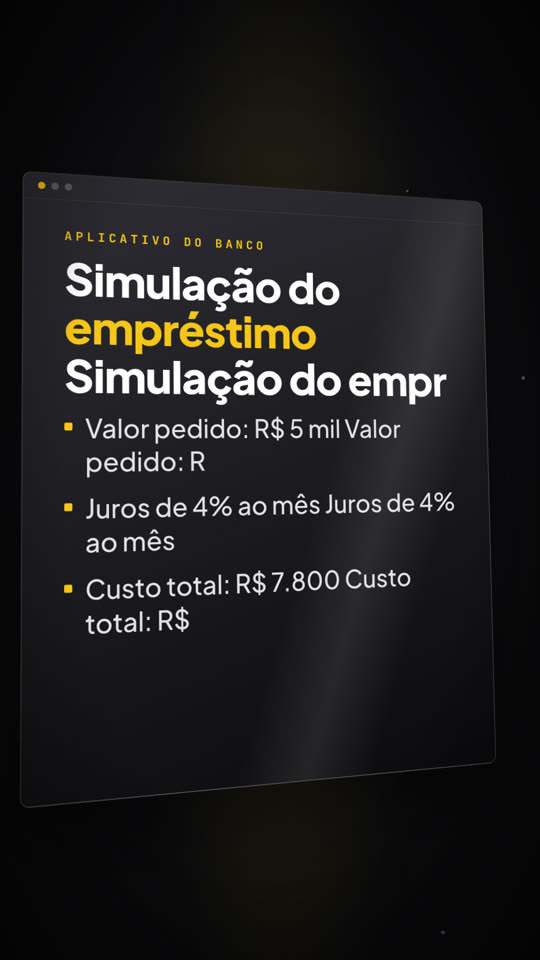 APLICATIVO DO BANCO
Simulação do
empréstimo
Simulação do empr
Valor pedido: R$ 5 mil Valor
pedido: R
Juros de 4% ao mês Juros de 4%
ao mês
Custo total: R$ 7.800 Custo
total: R$